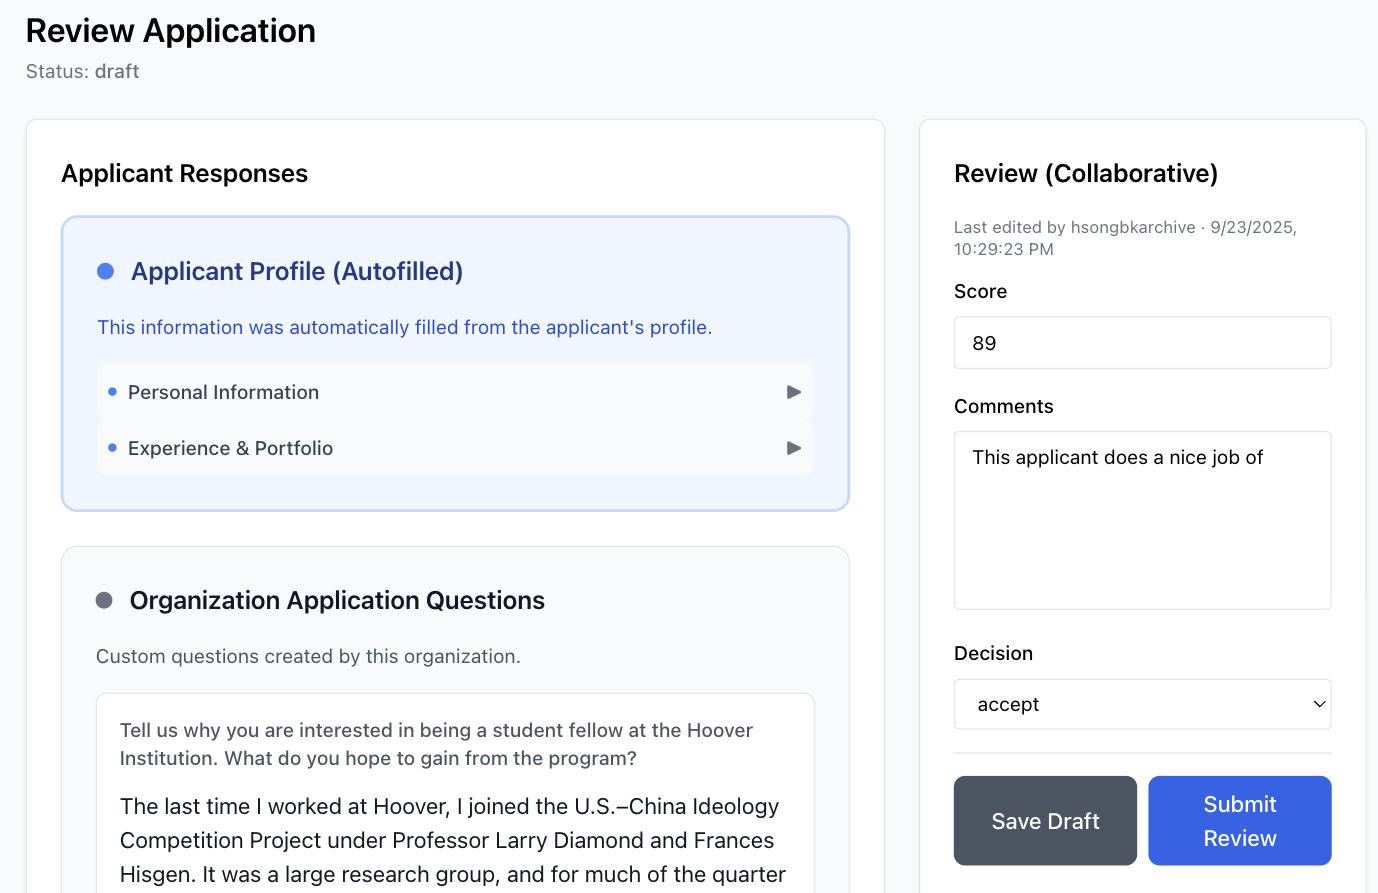 Review Application
Status: draft
Applicant Responses
Applicant Profile (Autofilled)
This information was automatically filled from the applicant's profile.
Personal Information
Experience & Portfolio
Organization Application Questions
Custom questions created by this organization.
Tell us why you are interested in being a student fellow at the Hoover
Institution. What do you hope to gain from the program?
The last time I worked at Hoover, I joined the U.S.–China Ideology
Competition Project under Professor Larry Diamond and Frances
Hisgen. It was a large research group, and for much of the quarter
Review (Collaborative)
Last edited by hsongbkarchive · 9/23/2025,
10:29:23 PM
Score
89
Comments
This applicant does a nice job of
Decision
accept
Save Draft
Submit
Review